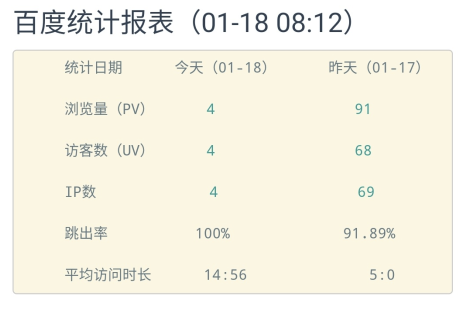 百度统计报表（01-18 08:12）
统计日期 今天（01-18） 昨天（01-17）
浏览量（PV） 4 91
访客数（UV） 4 68
IP数 4 69
跳出率 100% 91.89%
平均访问时长 14:56 5:0